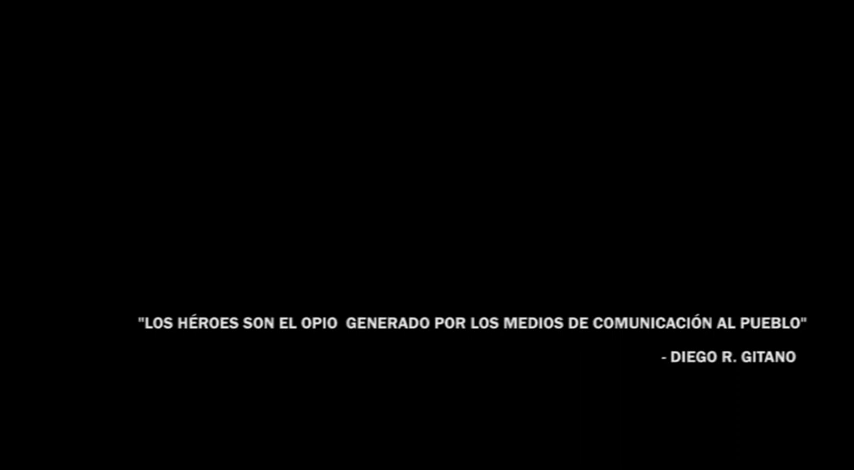 "LOS HÉROES SON EL OPIO  GENERADO POR LOS MEDIOS DE COMUNICACIÓN AL PUEBLO"
- DIEGO R. GITANO